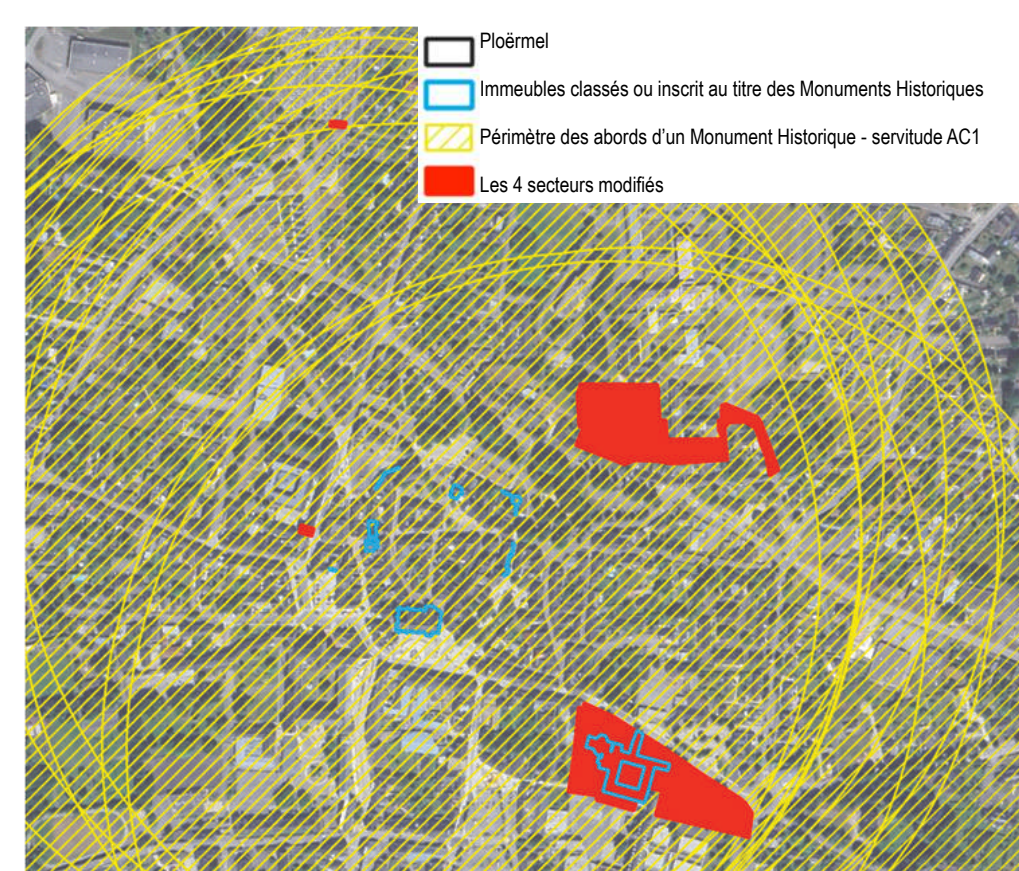 Ploërmel
Immeubles classés ou inscrit au titre des Monuments Historiques
Périmètre des abords d’un Monument Historique - servitude AC1
Les 4 secteurs modifiés